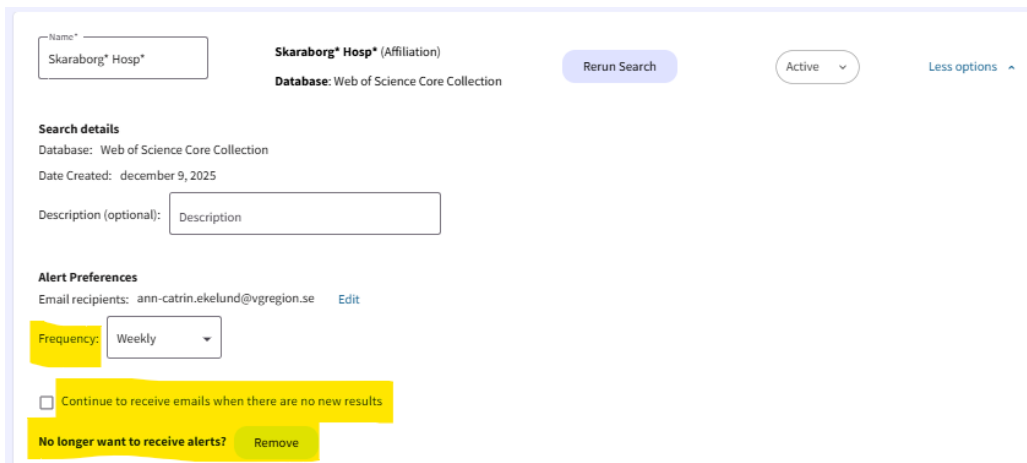 Name*
Skaraborg* Hosp*
Skaraborg* Hosp* (Affiliation)
Database: Web of Science Core Collection
Rerun Search
Active
Less options
Search details
Database: Web of Science Core Collection
Date Created: december 9, 2025
Description (optional): Description
Alert Preferences
Email recipients: ann-catrin.ekelund@vgregion.se Edit
Frequency: Weekly
Continue to receive emails when there are no new results
No longer want to receive alerts? Remove